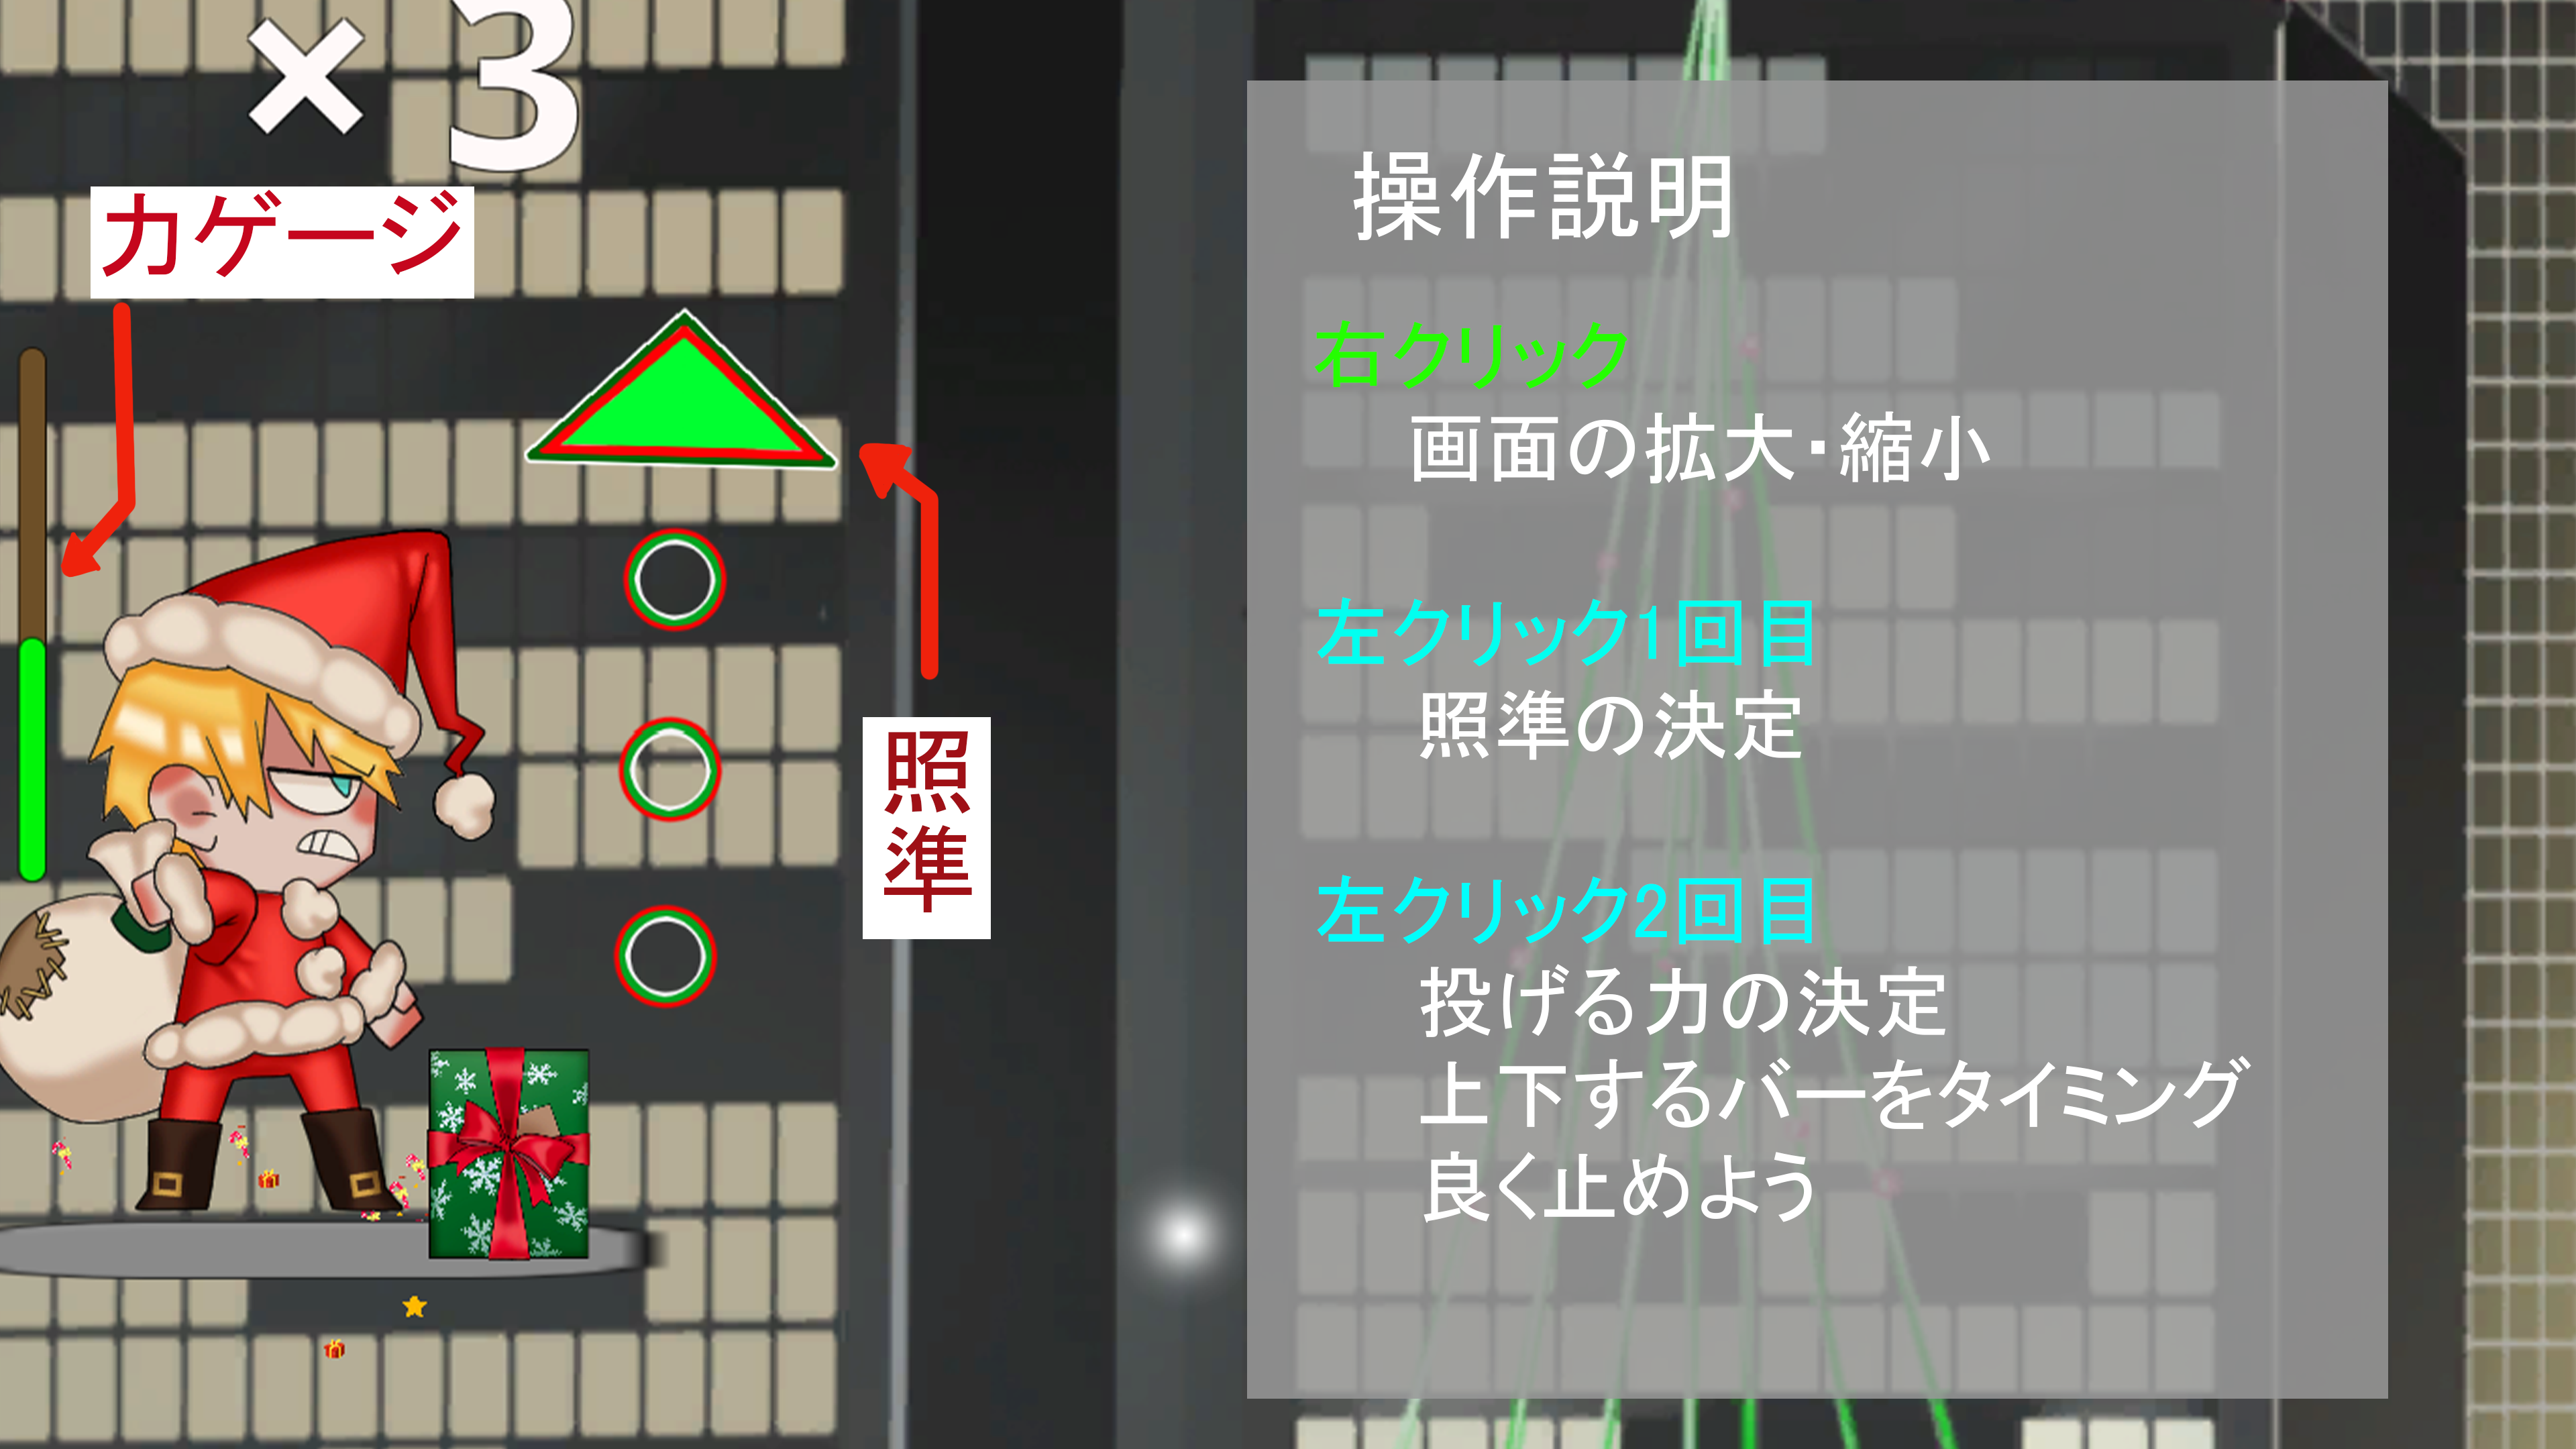 ×3
力ゲージ
照準
操作説明
右クリック
画面の拡大・縮小
左クリック1回目
照準の決定
左クリック2回目
投げる力の決定
上下するバーをタイミング
良く止めよう